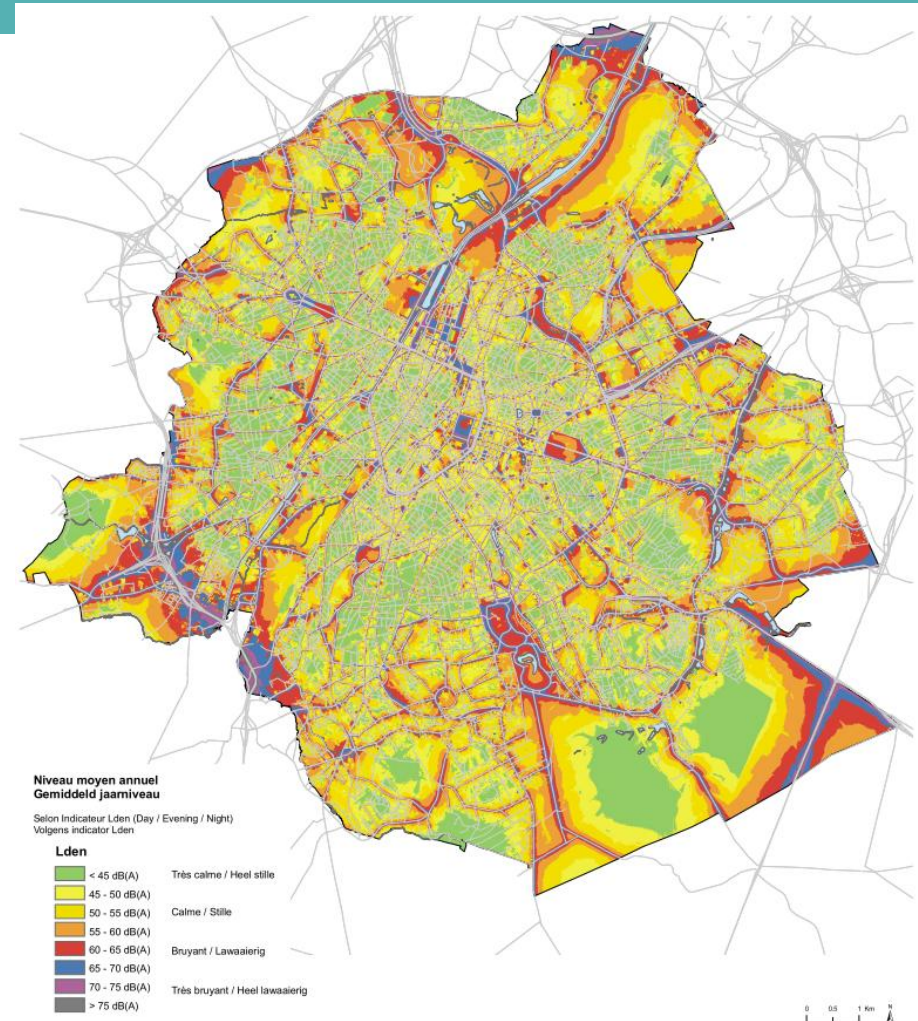 Niveau moyen annuel
Gemiddeld jaarniveau
Selon Indicateur Lden (Day / Evening / Night)
Volgens indicator Lden
Lden
< 45 dB(A) Très calme / Heel stille
45 - 50 dB(A)
50 - 55 dB(A) Calme / Stille
55 - 60 dB(A)
60 - 65 dB(A) Bruyant / Lawaaierig
65 - 70 dB(A)
70 - 75 dB(A) Très bruyant / Heel lawaaierig
> 75 dB(A)
0 0.5 1 Km N